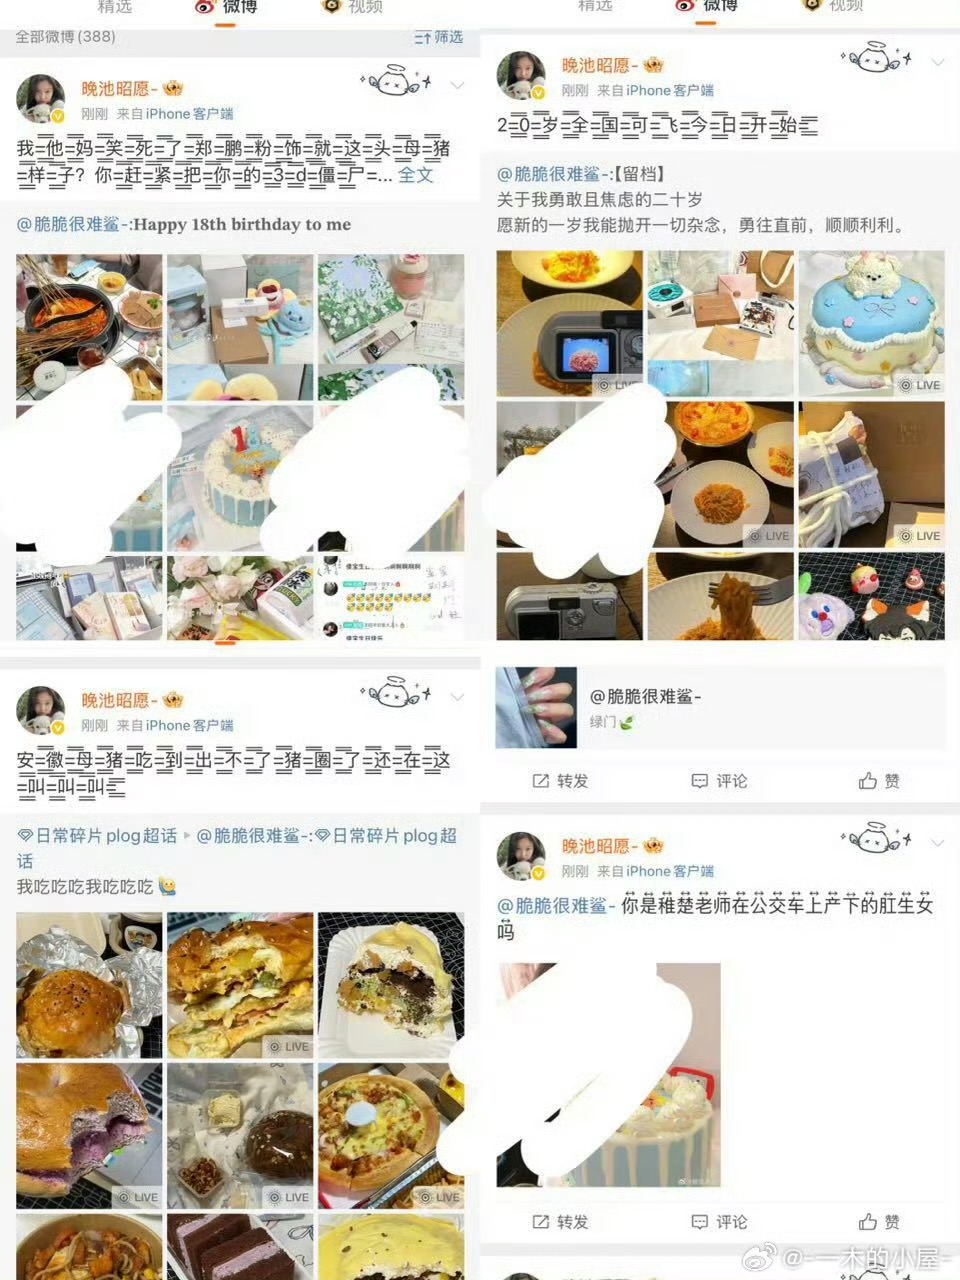 精选
微博
视频
全部微博(388)
筛选
晚池昭愿-
刚刚 来自 iPhone客户端
我=他=妈=笑=死=了=郑=鹏=粉=饰=就=这=头=母=猪
=样=子？你=赶=紧=把=你=的=3=d=僵=尸=... 全文
@脆脆很难鲨-:Happy 18th birthday to me
晚池昭愿-
刚刚 来自 iPhone客户端
安=徽=母=猪=吃=到=出=不=了=猪=圈=了=还=在=这
=叫=叫=叫=
日常碎片plog超话 ▸ @脆脆很难鲨-:日常碎片plog超
话
我吃吃吃我吃吃吃
LIVE
LIVE
LIVE
LIVE
精选
微博
视频
晚池昭愿-
刚刚 来自 iPhone客户端
2=0=岁=全=国=可=飞=今=日=开=始=
@脆脆很难鲨-:【留档】
关于我勇敢且焦虑的二十岁
愿新的一岁我能抛开一切杂念，勇往直前，顺顺利利。
LIVE
LIVE
LIVE
LIVE
@脆脆很难鲨-
绿门
转发
评论
赞
晚池昭愿-
刚刚 来自 iPhone客户端
@脆脆很难鲨- 你是稚楚老师在公交车上产下的肛生女
吗
转发
评论
赞
@-一木的小屋-